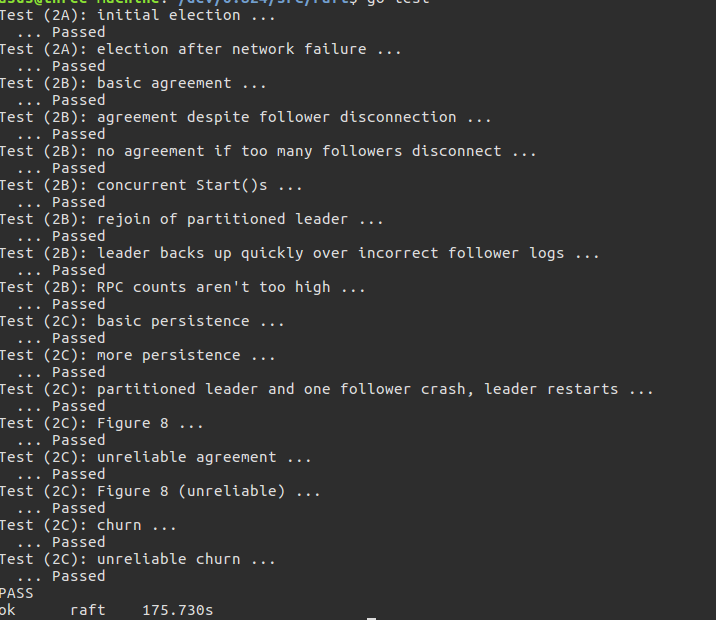 asus@three-machine:~/dev/6.824/src/raft$ go test
Test (2A): initial election ...
  ... Passed
Test (2A): election after network failure ...
  ... Passed
Test (2B): basic agreement ...
  ... Passed
Test (2B): agreement despite follower disconnection ...
  ... Passed
Test (2B): no agreement if too many followers disconnect ...
  ... Passed
Test (2B): concurrent Start()s ...
  ... Passed
Test (2B): rejoin of partitioned leader ...
  ... Passed
Test (2B): leader backs up quickly over incorrect follower logs ...
  ... Passed
Test (2B): RPC counts aren't too high ...
  ... Passed
Test (2C): basic persistence ...
  ... Passed
Test (2C): more persistence ...
  ... Passed
Test (2C): partitioned leader and one follower crash, leader restarts ...
  ... Passed
Test (2C): Figure 8 ...
  ... Passed
Test (2C): unreliable agreement ...
  ... Passed
Test (2C): Figure 8 (unreliable) ...
  ... Passed
Test (2C): churn ...
  ... Passed
Test (2C): unreliable churn ...
  ... Passed
PASS
ok      raft    175.730s